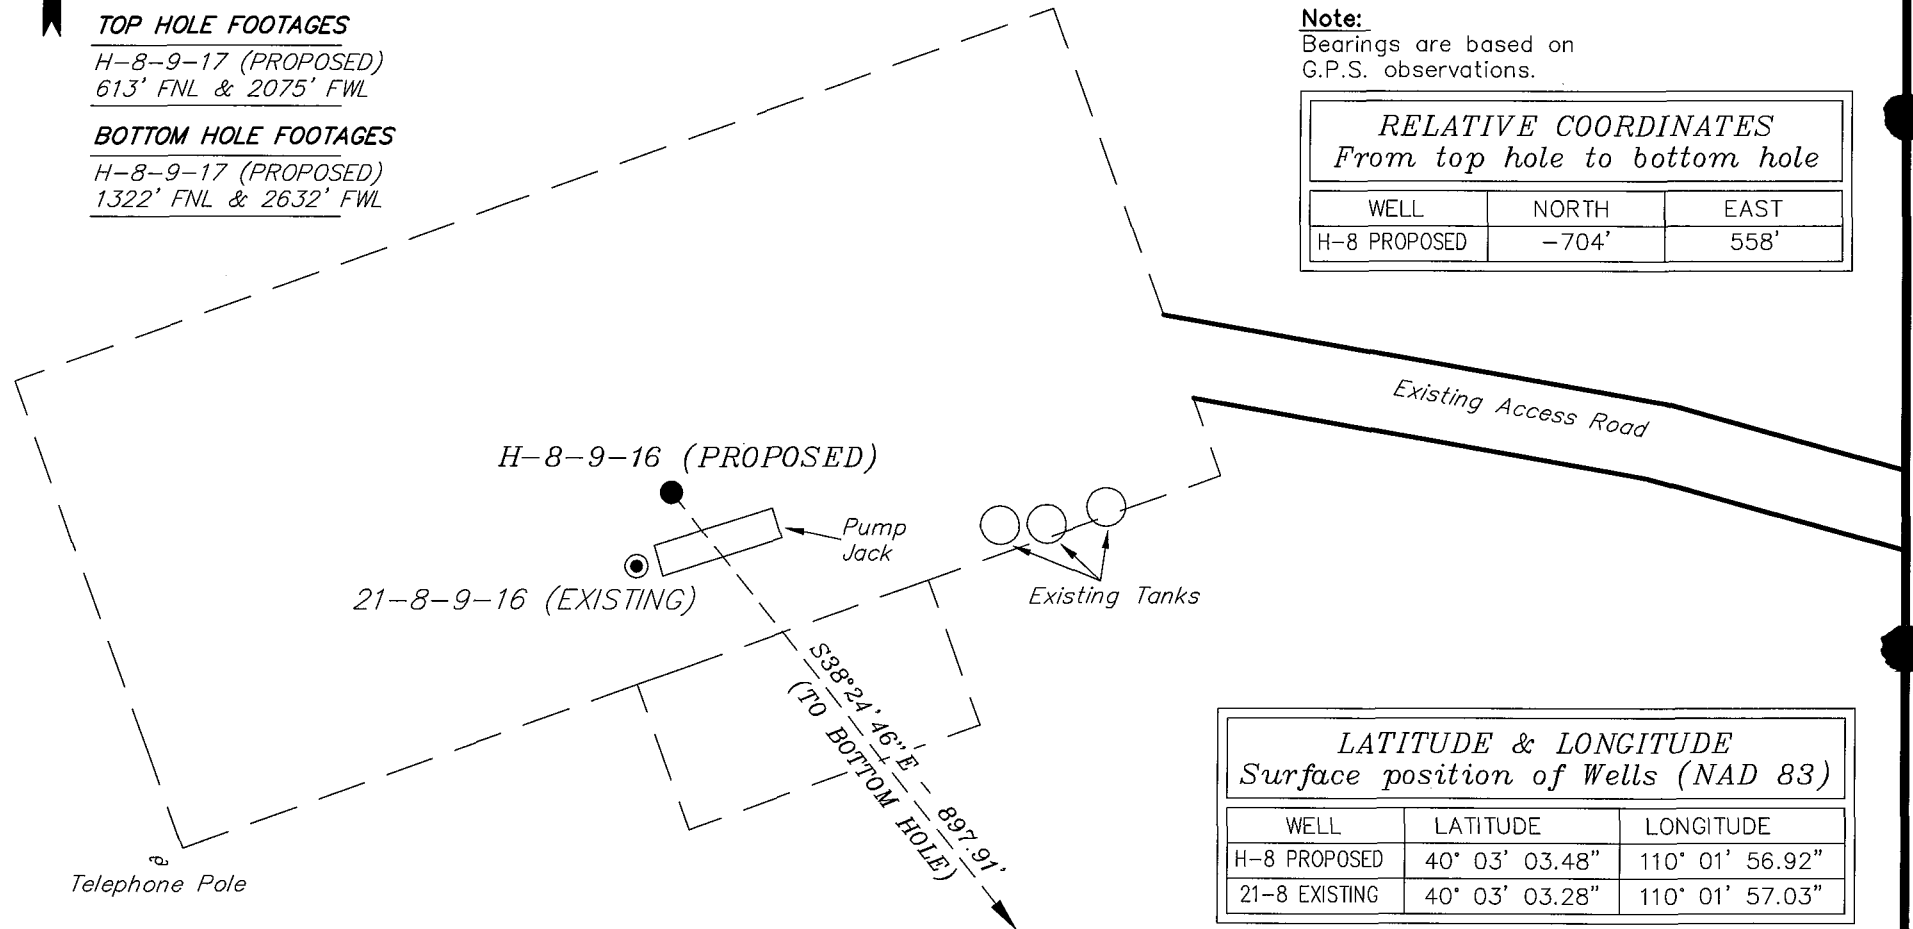 TOP HOLE FOOTAGES
H-8-9-17 (PROPOSED)
613' FNL & 2075' FWL
BOTTOM HOLE FOOTAGES
H-8-9-17 (PROPOSED)
1322' FNL & 2632' FWL
Note:
Bearings are based on
G.P.S. observations.
RELATIVE COORDINATES
From top hole to bottom hole
WELL NORTH EAST
H-8 PROPOSED -704' 558'
Existing Access Road
H-8-9-16 (PROPOSED)
Pump
Jack
21-8-9-16 (EXISTING)
Existing Tanks
S38°24'46"E - 897.91'
(TO BOTTOM HOLE)
Telephone Pole
LATITUDE & LONGITUDE
Surface position of Wells (NAD 83)
WELL LATITUDE LONGITUDE
H-8 PROPOSED 40° 03' 03.48" 110° 01' 56.92"
21-8 EXISTING 40° 03' 03.28" 110° 01' 57.03"